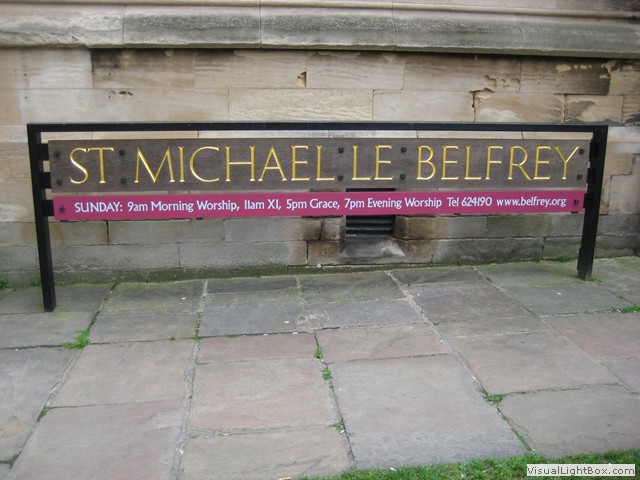 ST MICHAEL LE BELFREY
SUNDAY: 9am Morning Worship, 11am XI, 5pm Grace, 7pm Evening Worship Tel 624190 www.belfrey.org
VisualLightBox.com